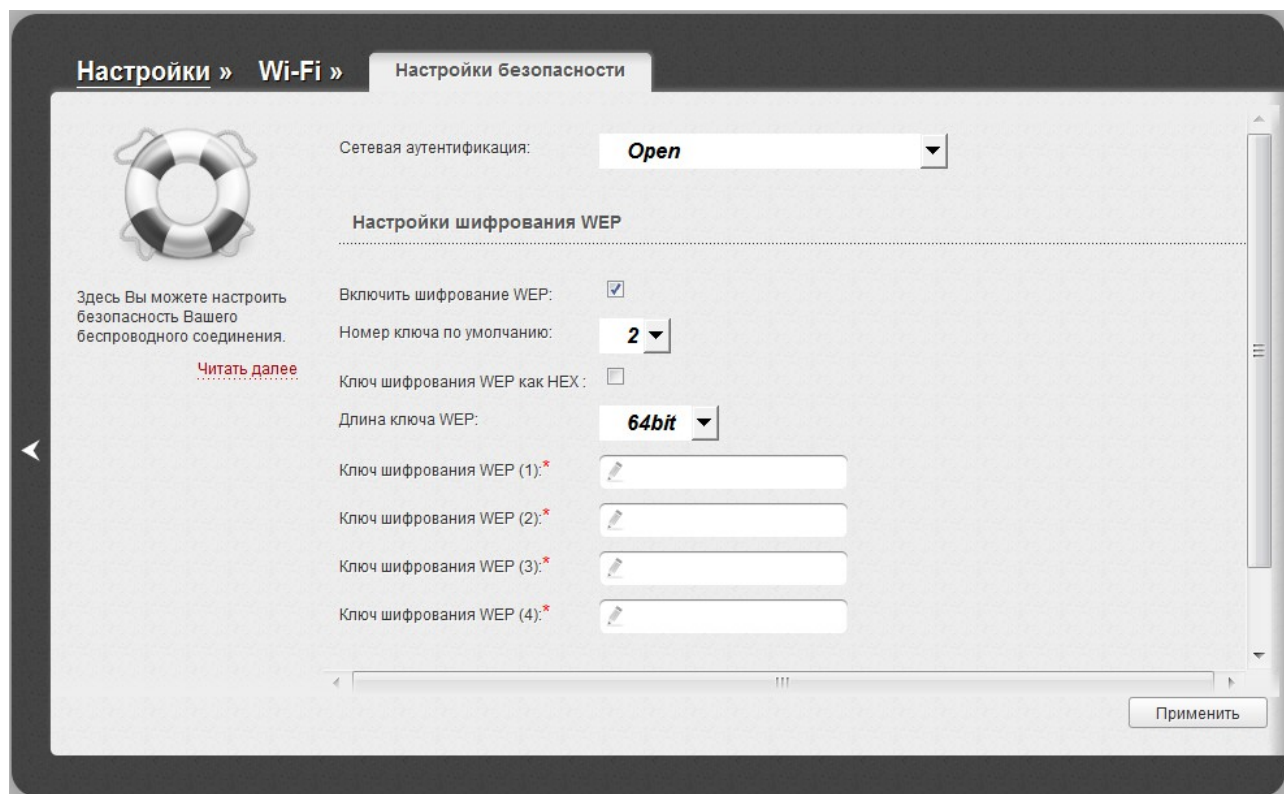 Настройки » Wi-Fi » Настройки безопасности
Сетевая аутентификация: Open
Настройки шифрования WEP
Здесь Вы можете настроить
безопасность Вашего
беспроводного соединения.
Читать далее
Включить шифрование WEP:
Номер ключа по умолчанию: 2
Ключ шифрования WEP как HEX :
Длина ключа WEP: 64bit
Ключ шифрования WEP (1):*
Ключ шифрования WEP (2):*
Ключ шифрования WEP (3):*
Ключ шифрования WEP (4):*
Применить